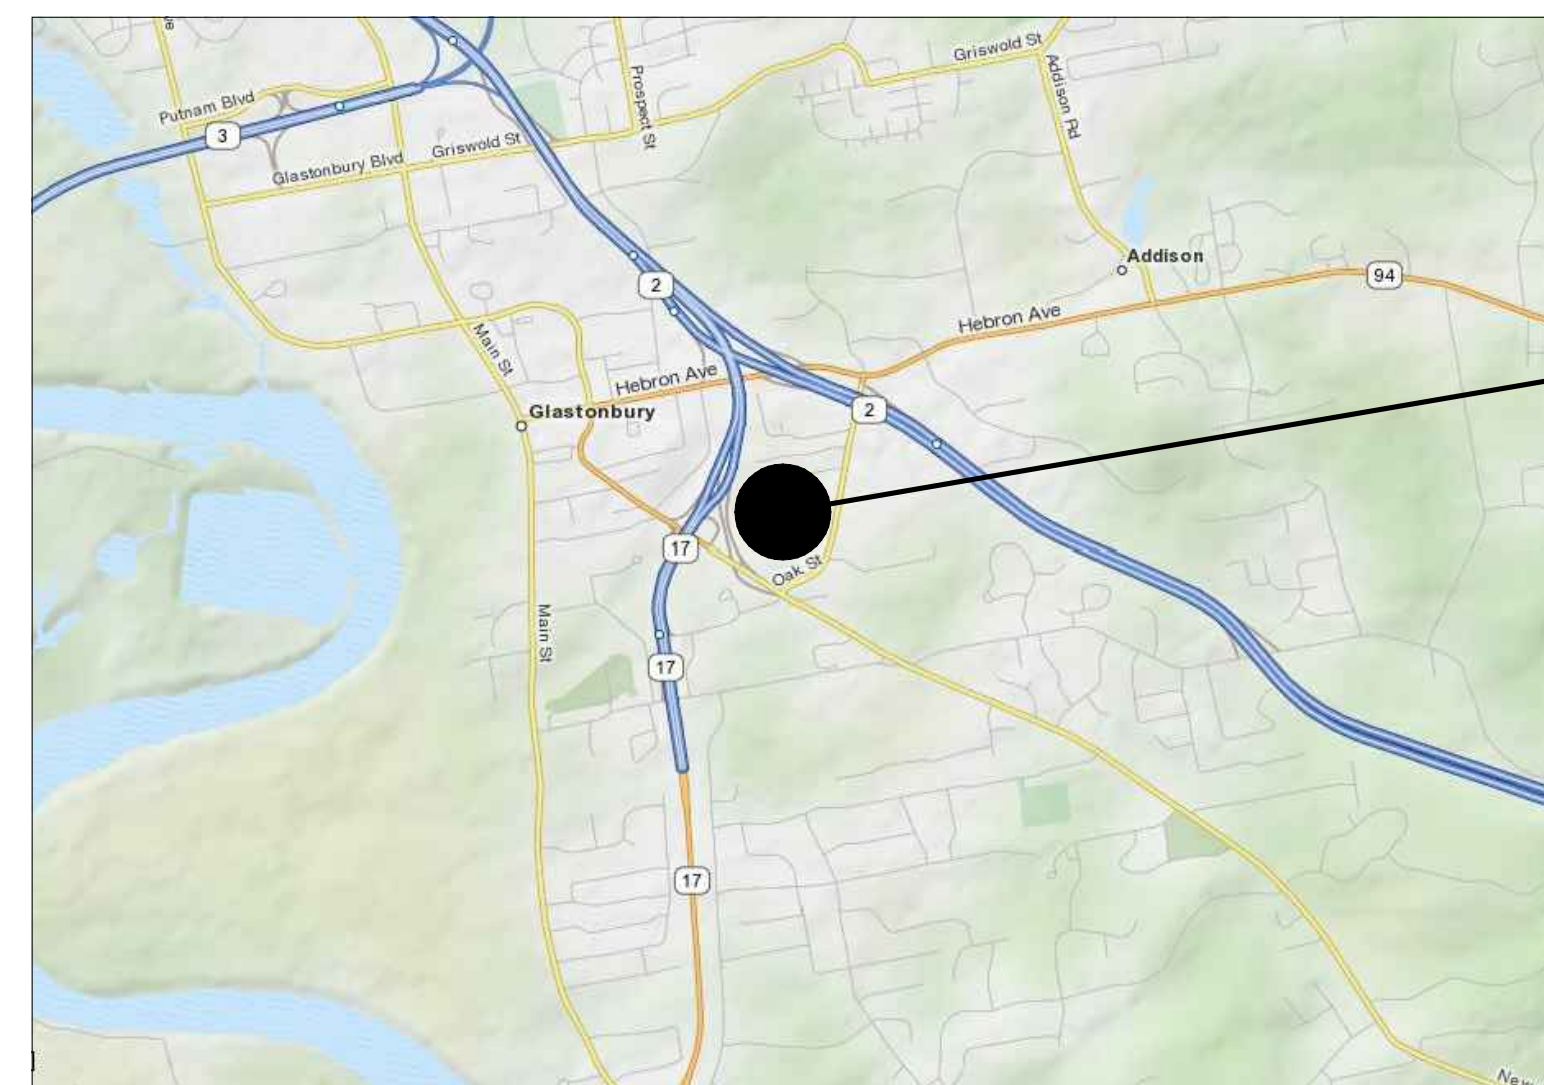 Griswold St
Putnam Blvd
3
Prospect St
Addison Rd
Glastonbury Blvd
Griswold St
Addison
2
94
Hebron Ave
Main St
Hebron Ave
Glastonbury
2
17
Oak St
Main St
17
17